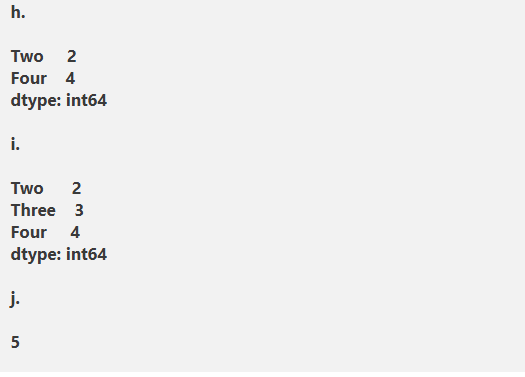 h.
Two 2
Four 4
dtype: int64
i.
Two 2
Three 3
Four 4
dtype: int64
j.
5